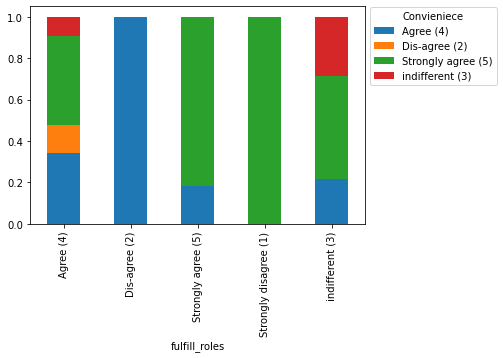 Convieniece
Agree (4)
Dis-agree (2)
Strongly agree (5)
indifferent (3)
1.0
0.8
0.6
0.4
0.2
0.0
Agree (4)
Dis-agree (2)
Strongly agree (5)
Strongly disagree (1)
indifferent (3)
fulfill_roles